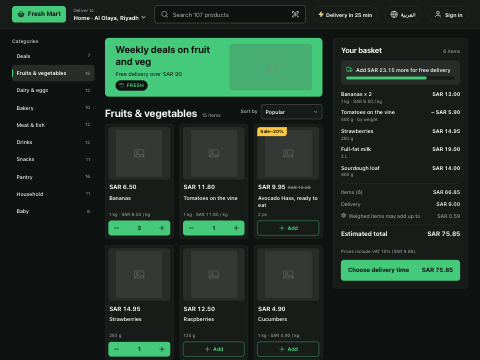 Fresh Mart
Deliver to
Home · Al Olaya, Riyadh
Search 107 products
Delivery in 25 min
العربية
Sign in
Categories
Deals 7
Fruits & vegetables 15
Dairy & eggs 12
Bakery 10
Meat & fish 12
Drinks 12
Snacks 11
Pantry 16
Household 11
Baby 8
Weekly deals on fruit
and veg
Free delivery over SAR 90
FRESH
Fruits & vegetables 15 items
Sort by Popular
SAR 6.50
Bananas
1 kg · SAR 6.50 / kg
2
SAR 11.80
Tomatoes on the vine
1 kg · SAR 11.80 / kg
1
Sale−20%
SAR 9.95
Avocado Hass, ready to
eat
2 pcs
Add
SAR 14.95
Strawberries
250 g
1
SAR 12.50
Raspberries
125 g
Add
SAR 4.90
Cucumbers
1 kg · SAR 4.90 / kg
Add
Your basket 6 items
Add SAR 23.15 more for free delivery
Bananas × 2 SAR 13.00
1 kg · SAR 6.50 / kg
Tomatoes on the vine ~ SAR 5.90
500 g · by weight
Strawberries SAR 14.95
250 g
Full-fat milk SAR 19.00
2 L
Sourdough loaf SAR 14.00
Items (6) SAR 66.85
Delivery SAR 9.00
Weighed items may add up to SAR 0.59
Estimated total SAR 75.85
Prices include VAT 15% (SAR 9.89).
Choose delivery time SAR 75.85